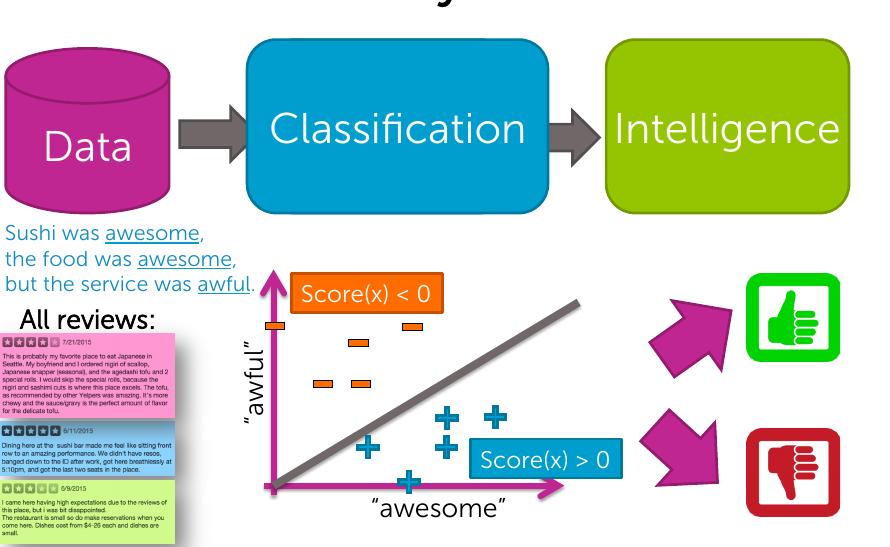 Data
Classification
Intelligence
Sushi was awesome,
the food was awesome,
but the service was awful.
All reviews:
7/21/2015
This is probably my favorite place to eat Japanese in
Seattle. My boyfriend and I ordered nigiri of scallop,
Japanese snapper (seasonal), and the agedashi tofu and 2
special rolls. I would skip the special rolls, because the
nigiri and sashimi cuts is where this place excels. The tofu,
as recommended by other Yelpers was amazing. It's more
chewy and the sauce/gravy is the perfect amount of flavor
for the delicate tofu.
6/11/2015
Dining here at the sushi bar made me feel like sitting front
row to an amazing performance. We didn't have resos,
banged down to the ID after work, got here breathlessly at
5:10pm, and got the last two seats in the place.
6/9/2015
I came here having high expectations due to the reviews of
this place, but i was bit disappointed.
The restaurant is small so do make reservations when you
come here. Dishes cost from $4-26 each and dishes are
small.
Score(x) < 0
"awful"
Score(x) > 0
"awesome"